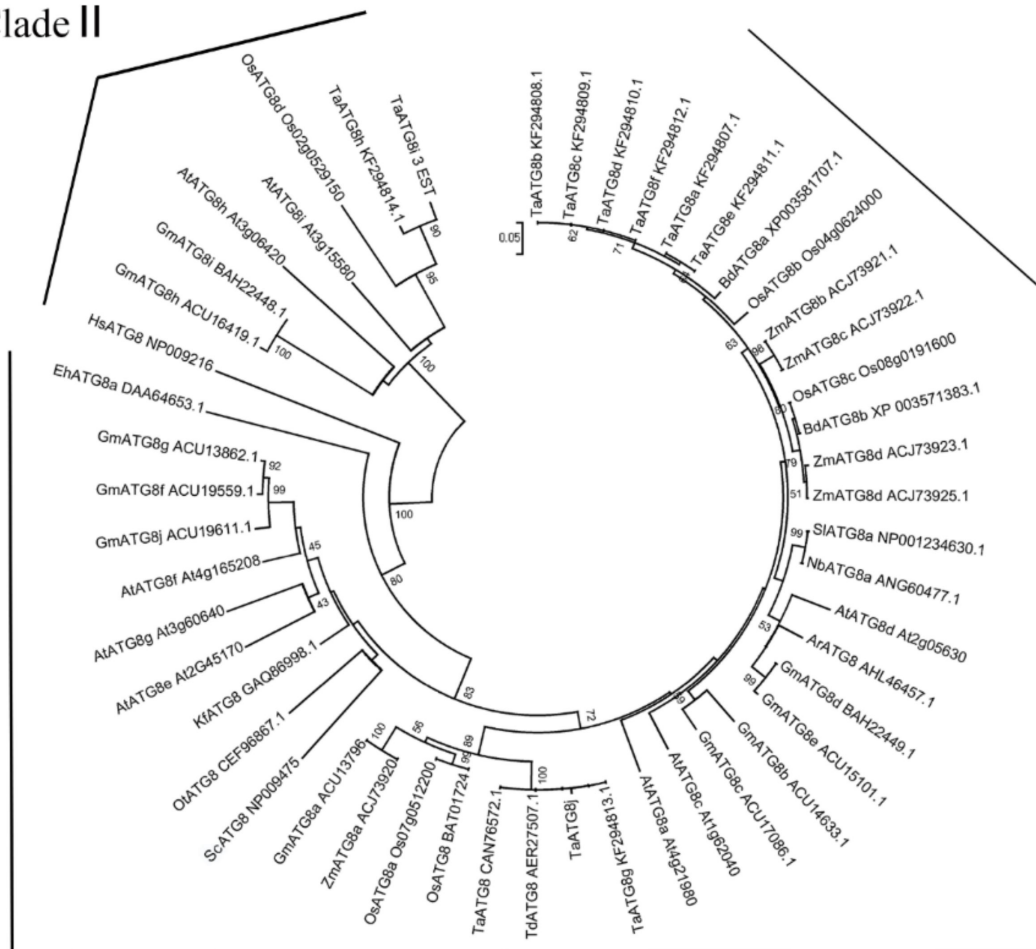 lade II
OsATG8d Os02g0529150
TaATG8h KF294814.1
TaATG8i 3 EST
AtATG8h At3g06420
AtATG8i At3g15580
GmATG8i BAH22448.1
GmATG8h ACU16419.1
HsATG8 NP009216
EhATG8a DAA64653.1
GmATG8g ACU13862.1
GmATG8f ACU19559.1
GmATG8j ACU19611.1
AtATG8f At4g165208
AtATG8g At3g60640
AtATG8e At2G45170
KfATG8 GAQ86998.1
OtATG8 CEF96867.1
ScATG8 NP009475
GmATG8a ACU13796
ZmATG8a ACJ73920
OsATG8a Os07g0512200
OsATG8 BAT01724
TaATG8 CAN76572.1
TdATG8 AER27507.1
TaATG8j
TaATG8g KF294813.1
AtATG8a At4g21980
AtATG8c At1g62040
GmATG8c ACU17086.1
GmATG8b ACU14633.1
GmATG8e ACU15101.1
GmATG8d BAH22449.1
ArATG8 AHL46457.1
AtATG8d At2g05630
NbATG8a ANG60477.1
SlATG8a NP001234630.1
ZmATG8d ACJ73925.1
ZmATG8d ACJ73923.1
BdATG8b XP 003571383.1
OsATG8c Os08g0191600
ZmATG8c ACJ73922.1
ZmATG8b ACJ73921.1
OsATG8b Os04g0624000
BdATG8a XP003581707.1
TaATG8e KF294811.1
TaATG8a KF294807.1
TaATG8f KF294812.1
TaATG8d KF294810.1
TaATG8c KF294809.1
TaATG8b KF294808.1
0.05
90
95
100
100
100
80
83
72
92
99
45
43
100
56
89
99
100
62
71
63
98
80
79
51
99
53
99